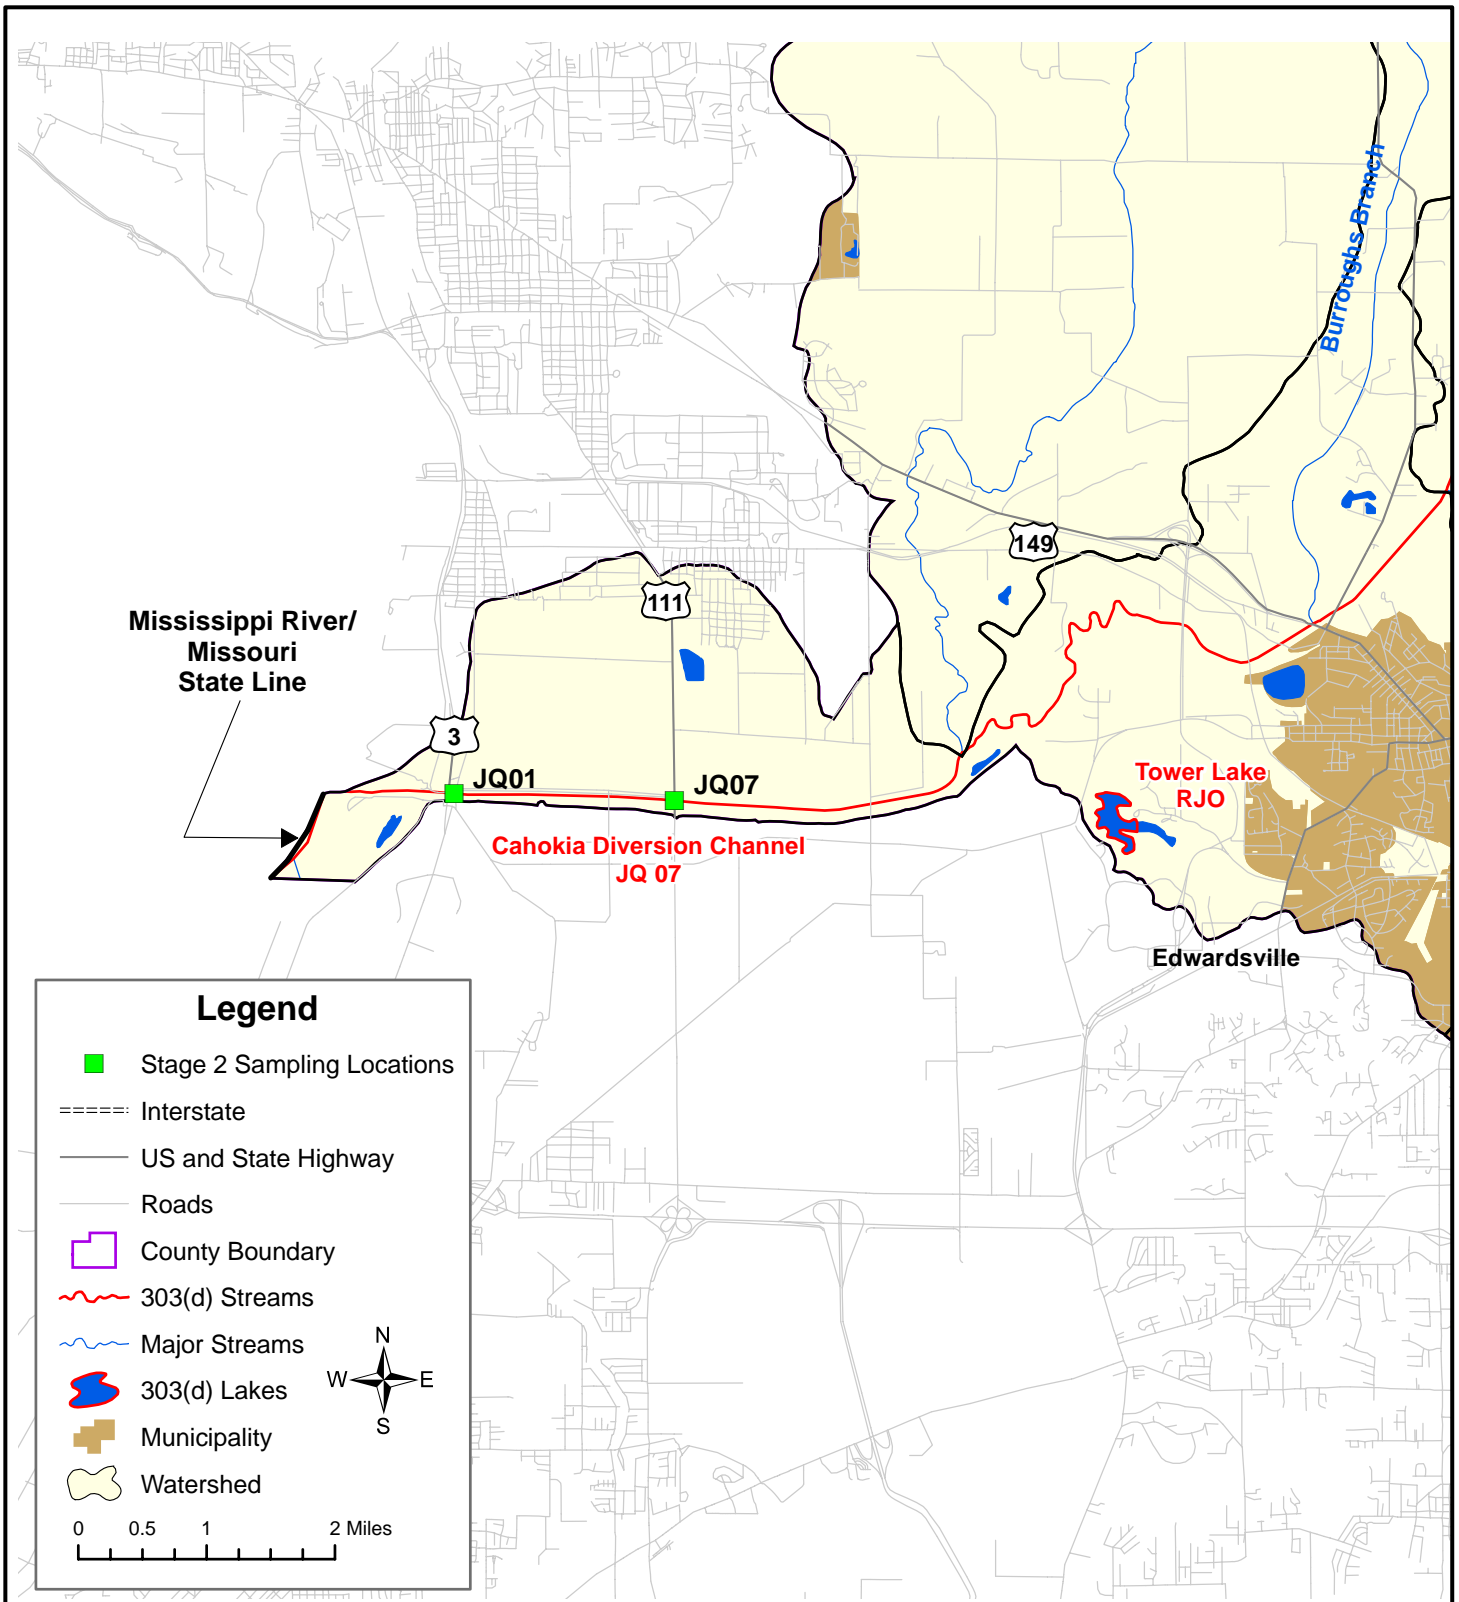 Burroughs Branch
149
111
Mississippi River/
Missouri
State Line
3
JQ01
JQ07
Tower Lake
RJO
Cahokia Diversion Channel
JQ 07
Edwardsville
Legend
Stage 2 Sampling Locations
Interstate
US and State Highway
Roads
County Boundary
303(d) Streams
Major Streams
303(d) Lakes
Municipality
Watershed
N
W E
S
0 0.5 1 2 Miles